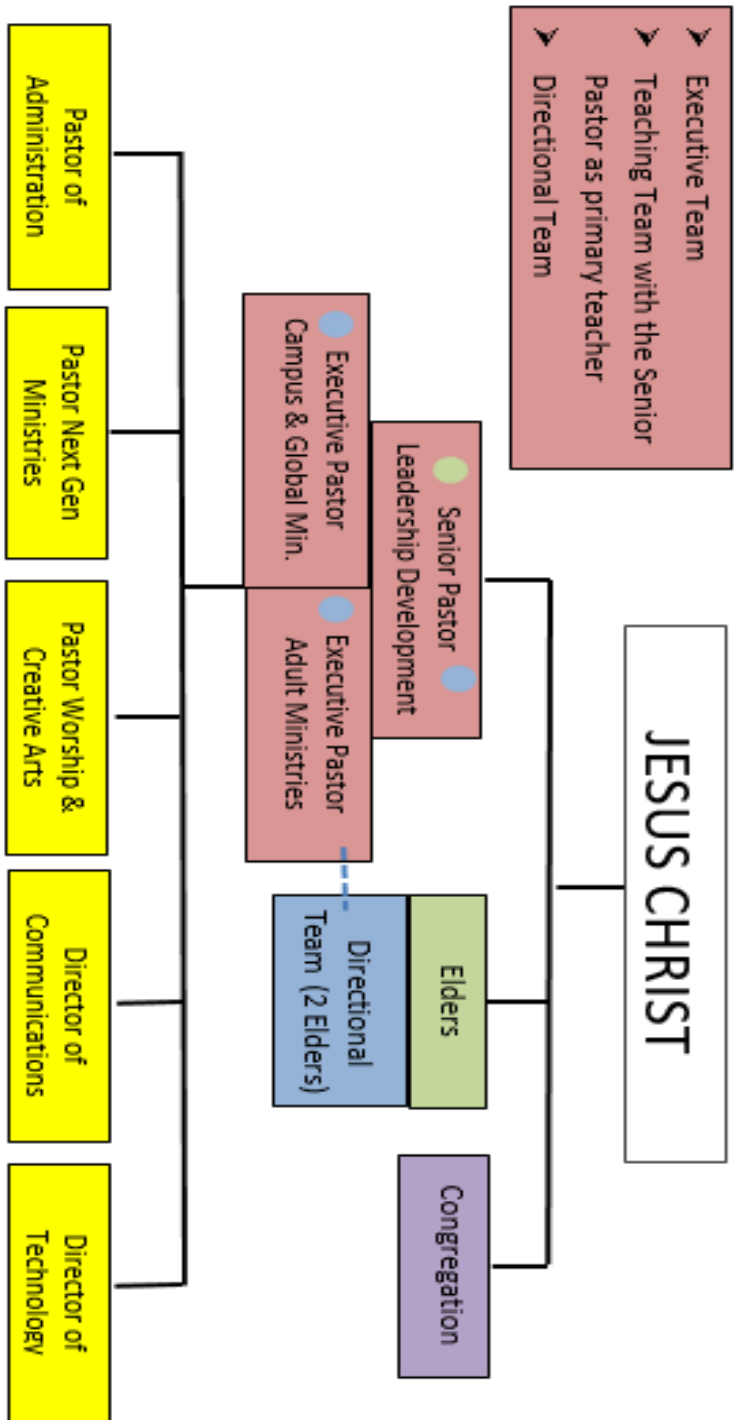 ➢ Executive Team
➢ Teaching Team with the Senior
Pastor as primary teacher
➢ Directional Team
JESUS CHRIST
Senior Pastor
Leadership Development
Elders
Congregation
Executive Pastor
Campus & Global Min.
Executive Pastor
Adult Ministries
Directional
Team (2 Elders)
Pastor of
Administration
Pastor Next Gen
Ministries
Pastor Worship &
Creative Arts
Director of
Communications
Director of
Technology